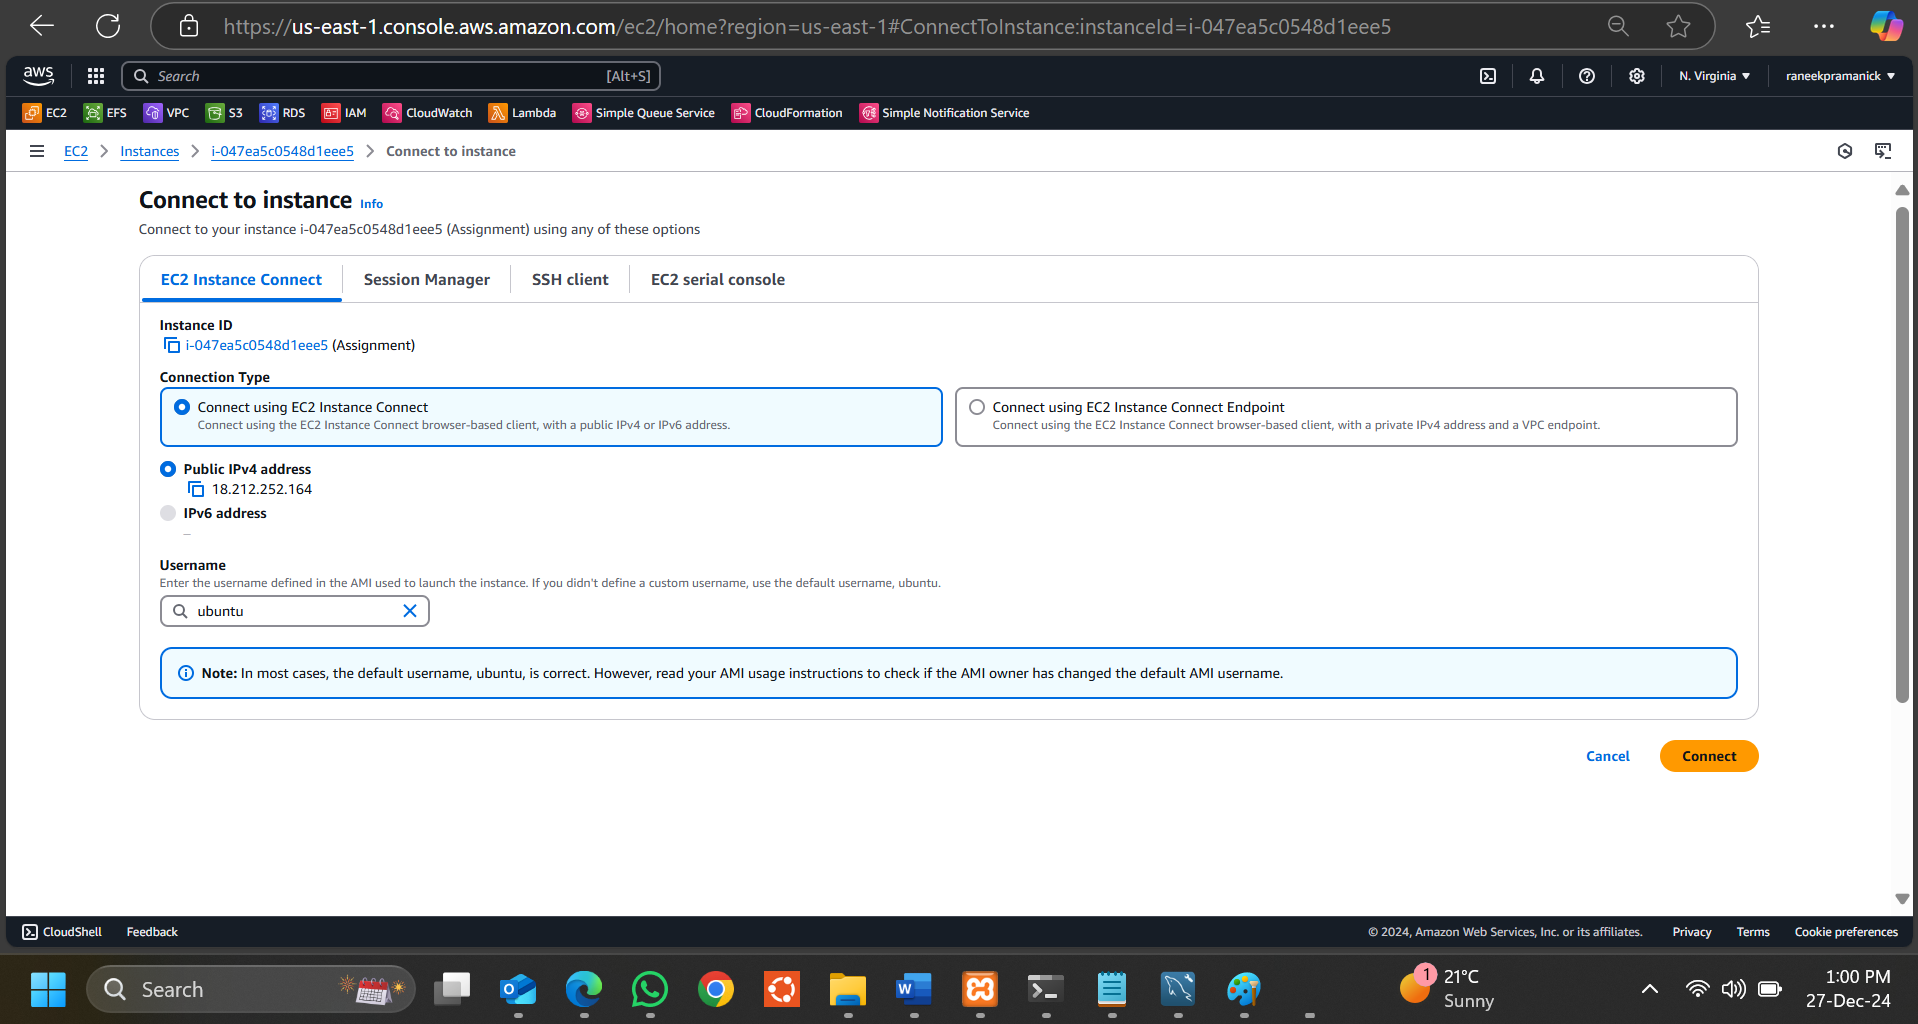 https://us-east-1.console.aws.amazon.com/ec2/home?region=us-east-1#ConnectToInstance:instanceId=i-047ea5c0548d1eee5
aws Search [Alt+S] N. Virginia raneekpramanick
EC2 EFS VPC S3 RDS IAM CloudWatch Lambda Simple Queue Service CloudFormation Simple Notification Service
EC2 Instances i-047ea5c0548d1eee5 Connect to instance
Connect to instance Info
Connect to your instance i-047ea5c0548d1eee5 (Assignment) using any of these options
EC2 Instance Connect Session Manager SSH client EC2 serial console
Instance ID
i-047ea5c0548d1eee5 (Assignment)
Connection Type
Connect using EC2 Instance Connect
Connect using the EC2 Instance Connect browser-based client, with a public IPv4 or IPv6 address.
Connect using EC2 Instance Connect Endpoint
Connect using the EC2 Instance Connect browser-based client, with a private IPv4 address and a VPC endpoint.
Public IPv4 address
18.212.252.164
IPv6 address
–
Username
Enter the username defined in the AMI used to launch the instance. If you didn't define a custom username, use the default username, ubuntu.
ubuntu
Note: In most cases, the default username, ubuntu, is correct. However, read your AMI usage instructions to check if the AMI owner has changed the default AMI username.
Cancel Connect
CloudShell Feedback © 2024, Amazon Web Services, Inc. or its affiliates. Privacy Terms Cookie preferences
Search
1 21°C
Sunny
1:00 PM
27-Dec-24